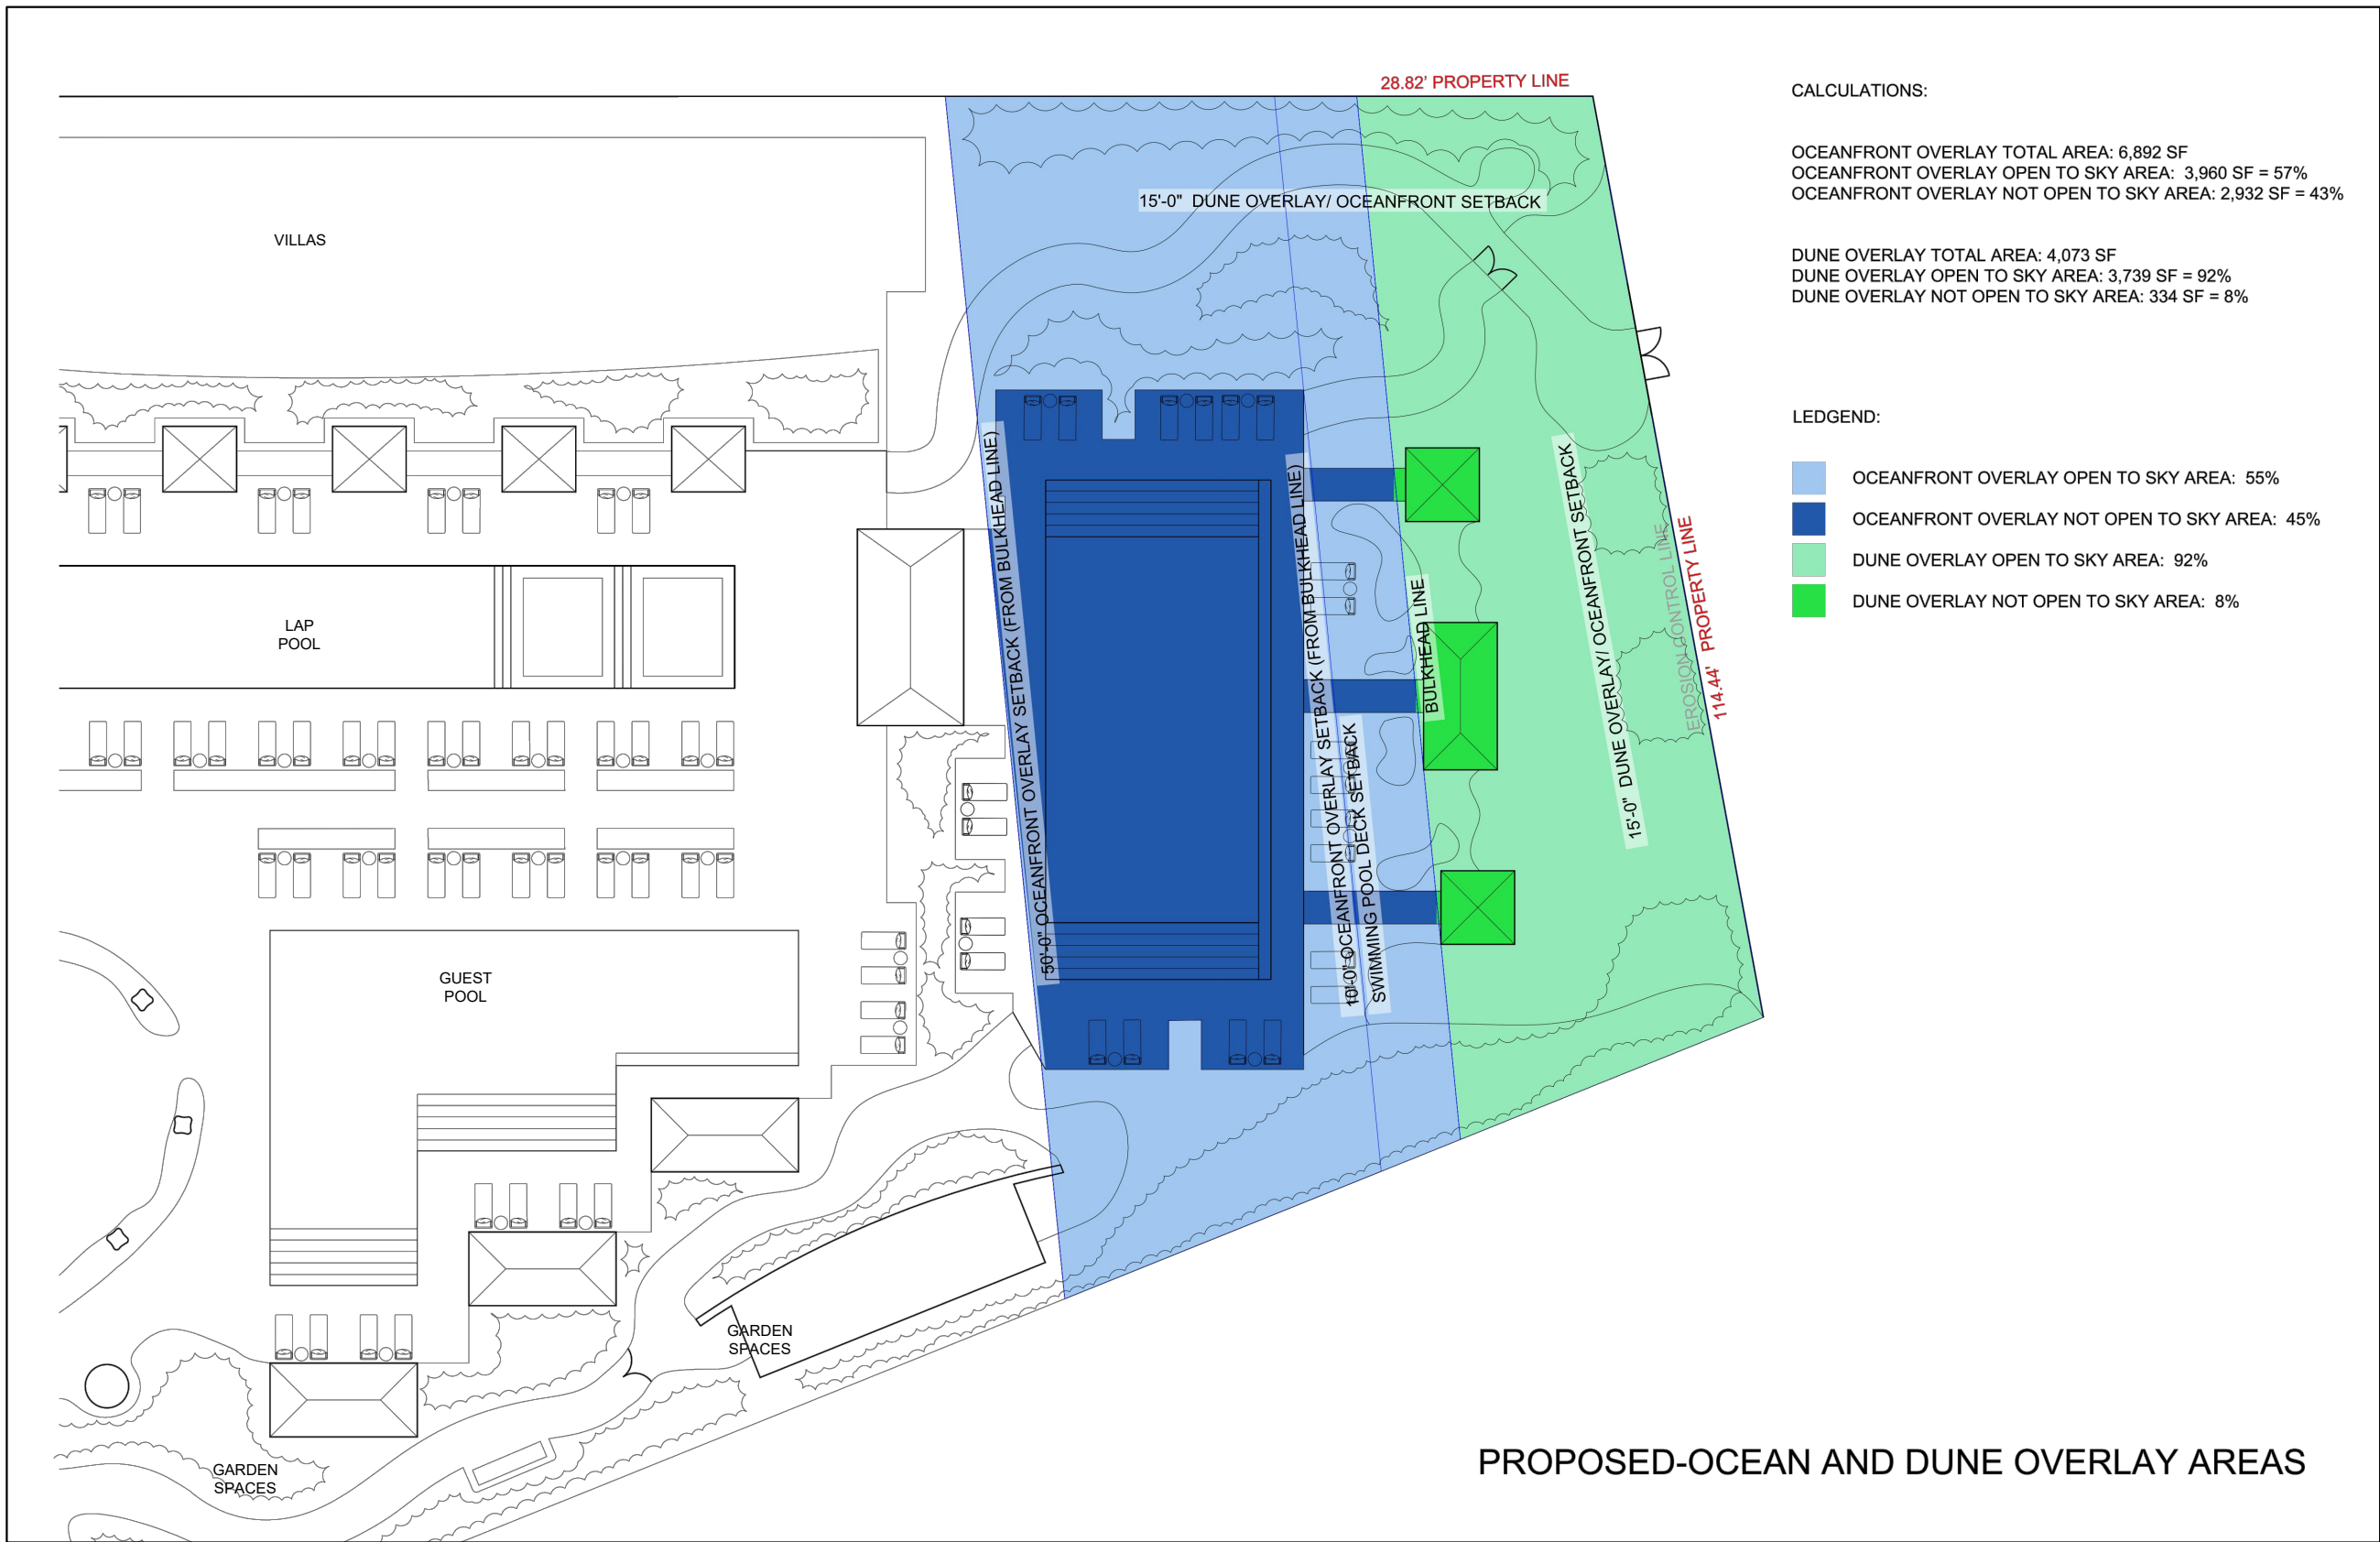 28.82' PROPERTY LINE
CALCULATIONS:
OCEANFRONT OVERLAY TOTAL AREA: 6,892 SF
OCEANFRONT OVERLAY OPEN TO SKY AREA: 3,960 SF = 57%
OCEANFRONT OVERLAY NOT OPEN TO SKY AREA: 2,932 SF = 43%
DUNE OVERLAY TOTAL AREA: 4,073 SF
DUNE OVERLAY OPEN TO SKY AREA: 3,739 SF = 92%
DUNE OVERLAY NOT OPEN TO SKY AREA: 334 SF = 8%
15'-0" DUNE OVERLAY/ OCEANFRONT SETBACK
VILLAS
LEDGEND:
OCEANFRONT OVERLAY OPEN TO SKY AREA: 55%
OCEANFRONT OVERLAY NOT OPEN TO SKY AREA: 45%
DUNE OVERLAY OPEN TO SKY AREA: 92%
DUNE OVERLAY NOT OPEN TO SKY AREA: 8%
50'-0" OCEANFRONT OVERLAY SETBACK (FROM BULKHEAD LINE)
10'-0" OCEANFRONT OVERLAY SETBACK (FROM BULKHEAD LINE)
SWIMMING POOL DECK SETBACK
BULKHEAD LINE
15'-0" DUNE OVERLAY/ OCEANFRONT SETBACK
EROSION CONTROL LINE
114.44' PROPERTY LINE
LAP
POOL
GUEST
POOL
GARDEN
SPACES
GARDEN
SPACES
PROPOSED-OCEAN AND DUNE OVERLAY AREAS